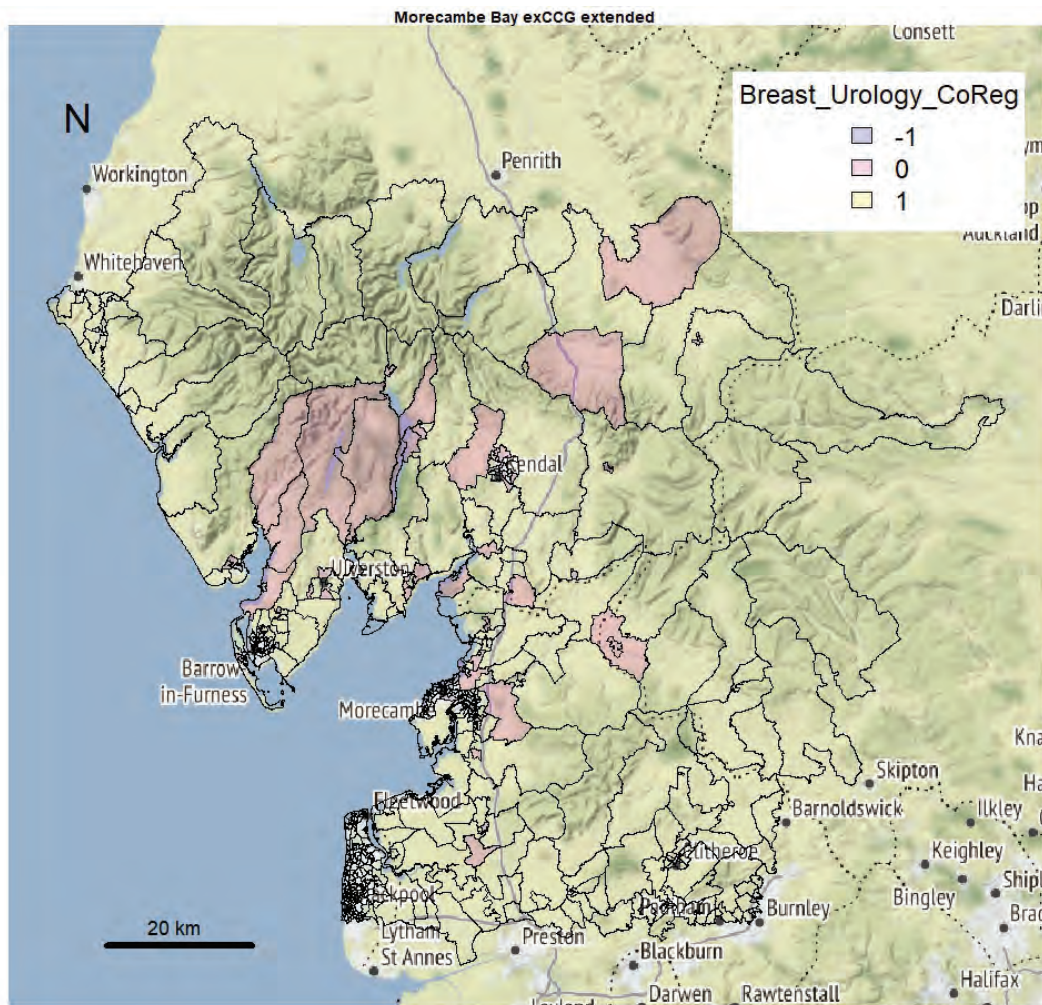 Morecambe Bay exCCG extended
Consett
Breast_Urology_CoReg
-1
0
1
N
Penrith
Workington
Auckland
Whitehaven
Kendal
Ulverston
Barrow
in-Furness
Morecambe
Skipton
Fleetwood
Barnoldswick
Ilkley
Clitheroe
Keighley
Bingley
Blackpool
Padiham
Burnley
20 km
Lytham
St Annes
Preston
Blackburn
Halifax
Darwen
Rawtenstall